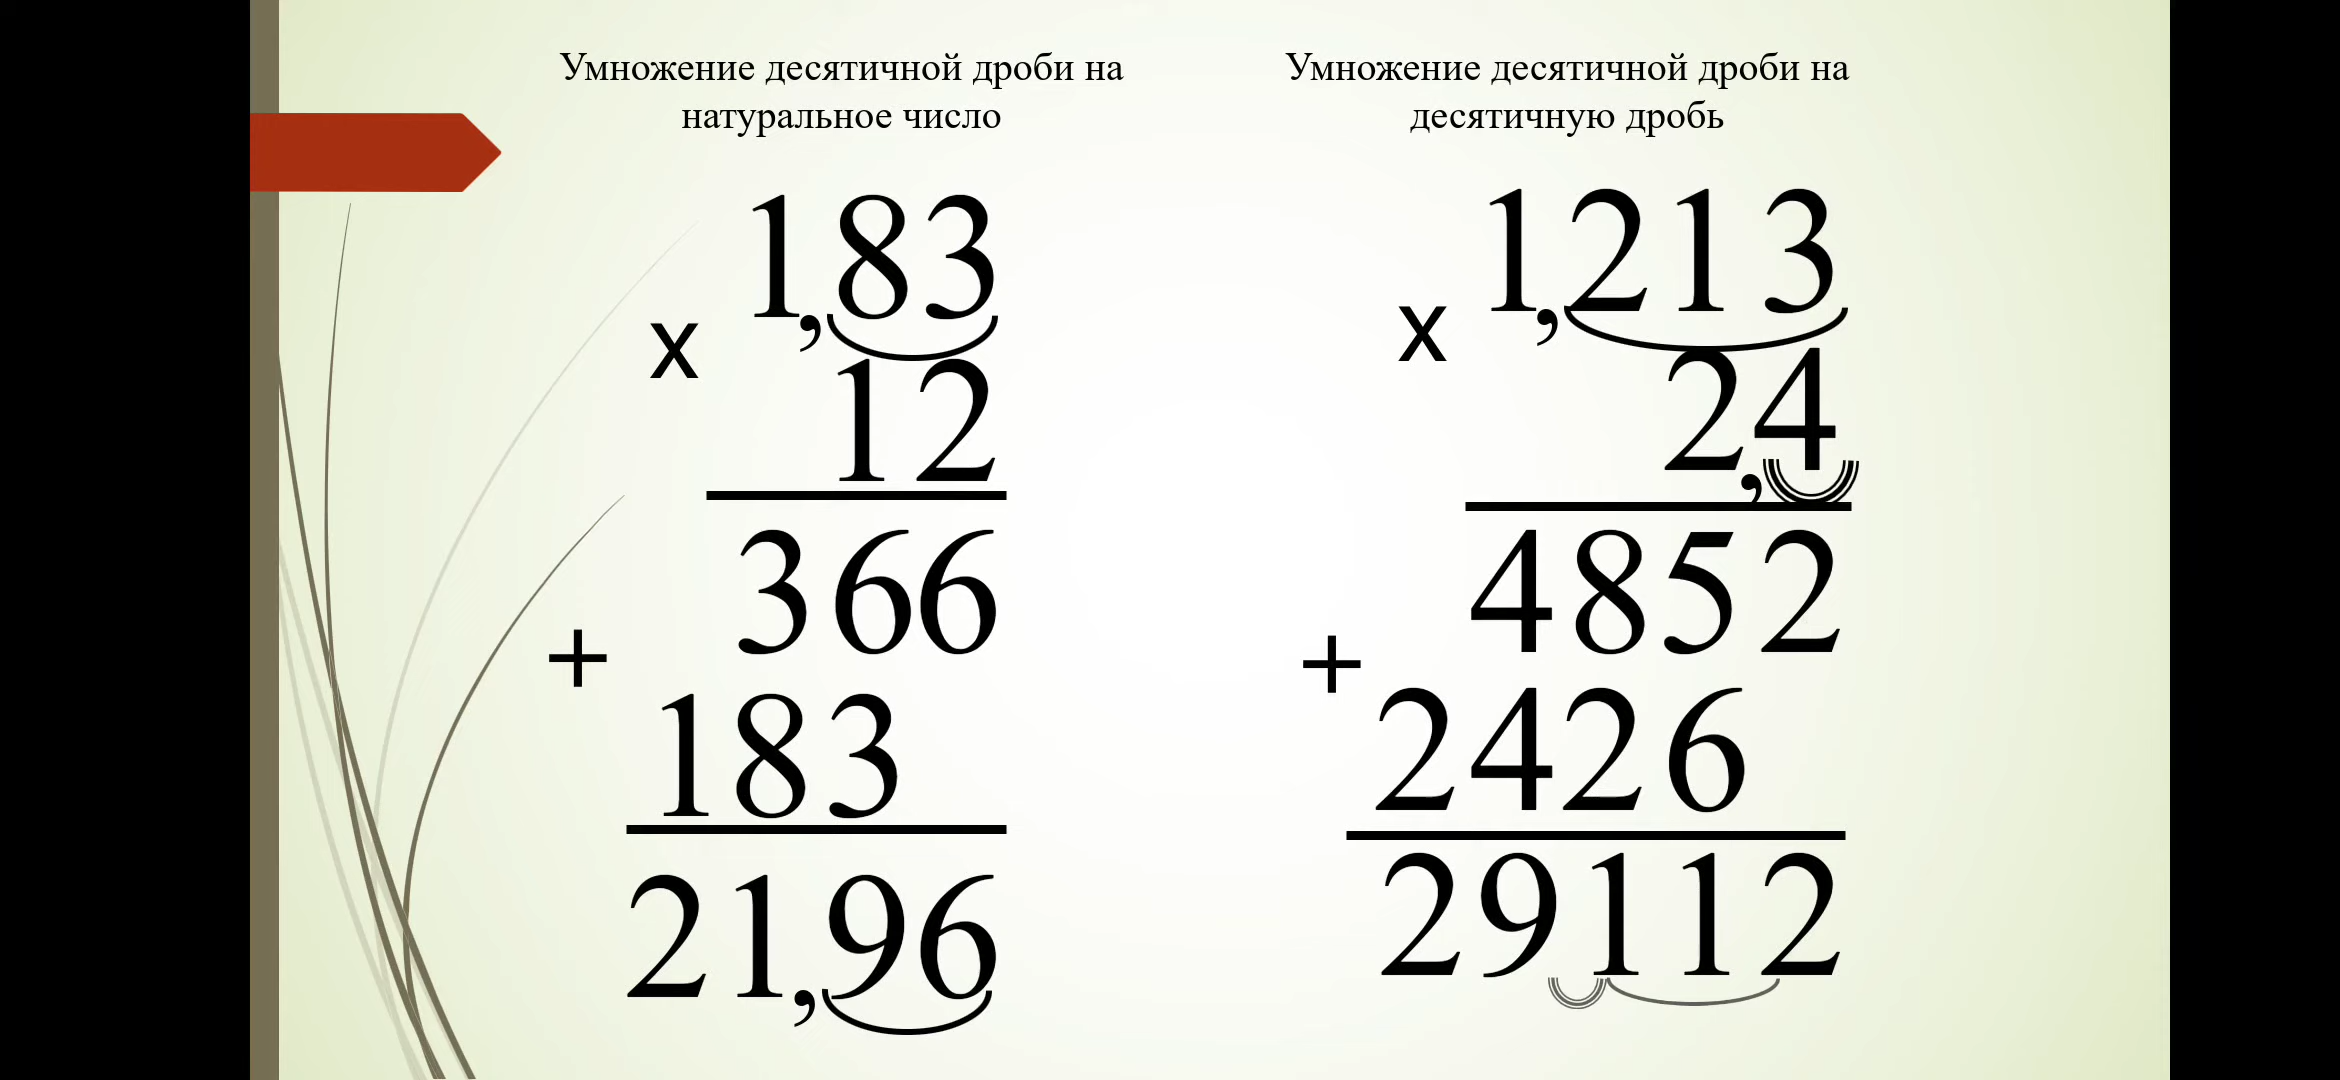 Умножение десятичной дроби на
натуральное число
1,83
x
12
366
+
183
21,96
Умножение десятичной дроби на
десятичную дробь
1,213
x
2,4
4852
+
2426
29112